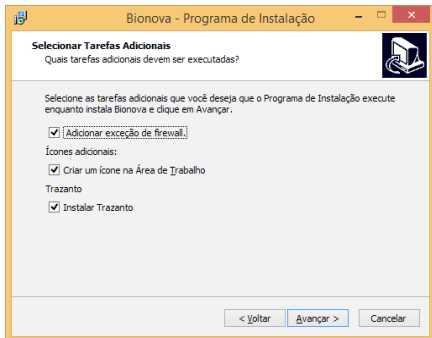 Bionova - Programa de Instalação
Selecionar Tarefas Adicionais
Quais tarefas adicionais devem ser executadas?
Selecione as tarefas adicionais que você deseja que o Programa de Instalação execute
enquanto instala Bionova e clique em Avançar.
Adicionar exceção de firewall.
Ícones adicionais:
Criar um ícone na Área de Trabalho
Trazanto
Instalar Trazanto
< Voltar Avançar > Cancelar